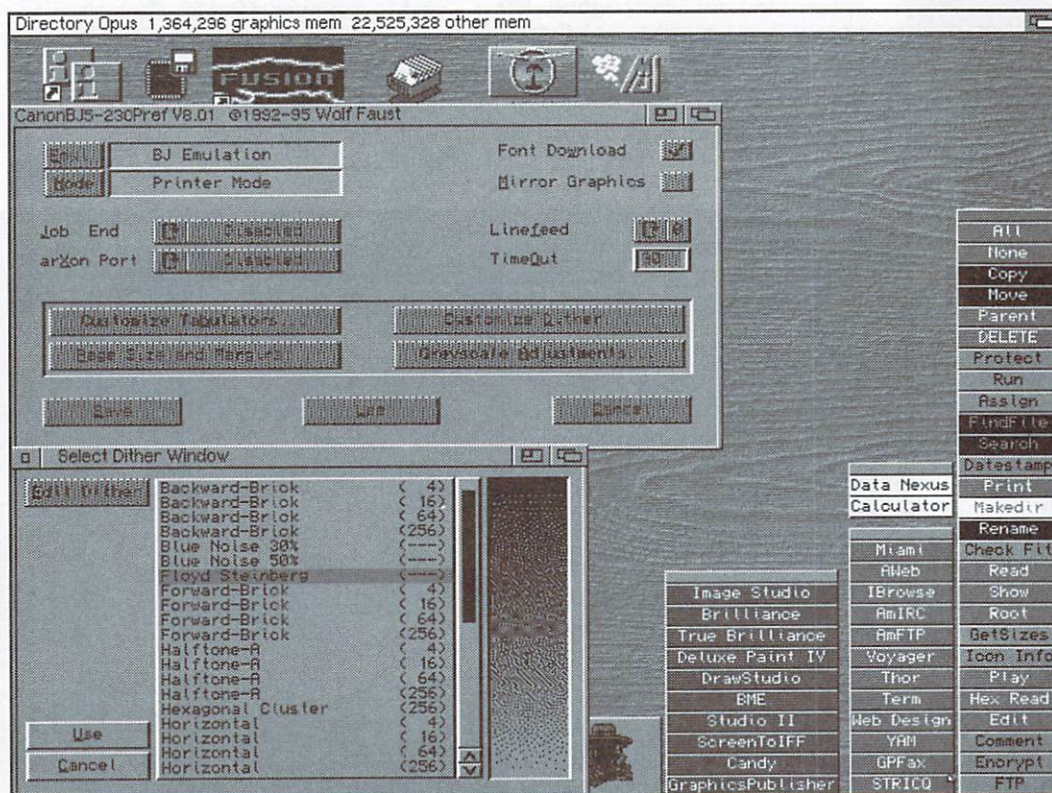 Directory Opus 1,364,296 graphics mem 22,525,328 other mem
FUSION
CanonBJ5-230Pref V8.01 ©1992-95 Wolf Faust
Emul BJ Emulation
Mode Printer Mode
Font Download
Mirror Graphics
Job End Disabled
arXon Port Disabled
Linefeed 0
TimeOut
Customize Tabulators...
Customize Dither
Page Size and Margins
Greyscale Adjustments...
Save
Use
Cancel
Select Dither Window
Edit Dither
Backward-Brick ( 4)
Backward-Brick ( 16)
Backward-Brick ( 64)
Backward-Brick (256)
Blue Noise 30% (---)
Blue Noise 50% (---)
Floyd Steinberg (---)
Forward-Brick ( 4)
Forward-Brick ( 16)
Forward-Brick ( 64)
Forward-Brick (256)
Halftone-A ( 4)
Halftone-A ( 16)
Halftone-A ( 64)
Halftone-A (256)
Hexagonal Cluster (256)
Horizontal ( 4)
Horizontal ( 16)
Horizontal ( 64)
Horizontal (256)
Use
Cancel
Image Studio
Brilliance
True Brilliance
Deluxe Paint IV
DrawStudio
BME
Studio II
ScreenToIFF
Candy
GraphicsPublisher
Data Nexus
Calculator
Miami
AWeb
IBrowse
AmIRC
AmFTP
Voyager
Thor
Term
Web Design
YAM
GPFax
STRICQ
All
None
Copy
Move
Parent
DELETE
Protect
Run
Assign
FindFile
Search
Datestamp
Print
Makedir
Rename
Check Fit
Read
Show
Root
GetSizes
Icon Info
Play
Hex Read
Edit
Comment
Encrypt
FTP